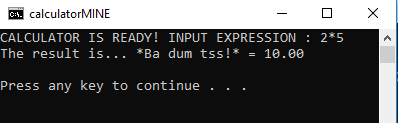 calculatorMINE
CALCULATOR IS READY! INPUT EXPRESSION : 2*5
The result is... *Ba dum tss!* = 10.00
Press any key to continue . . .